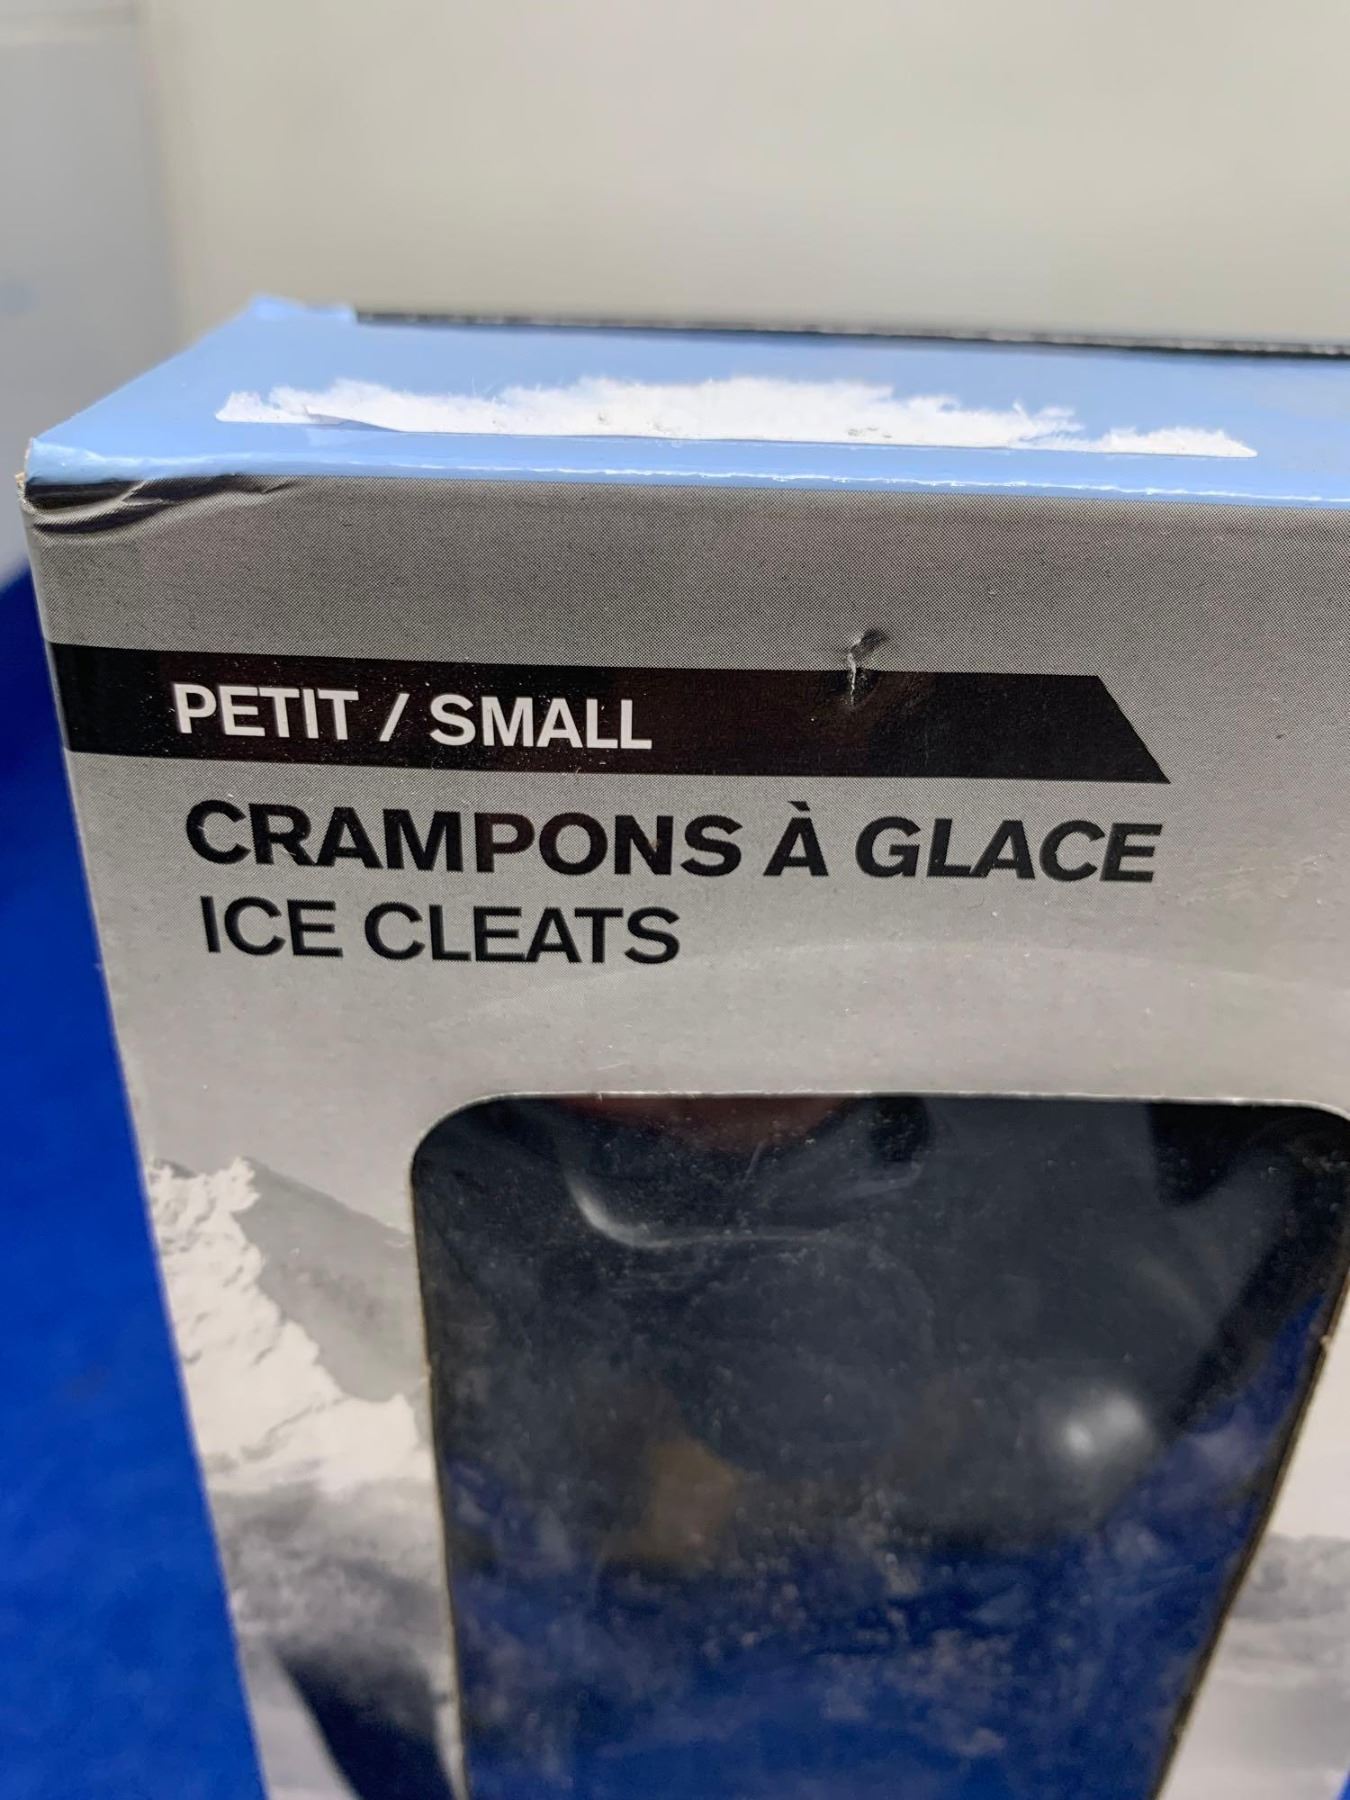 PETIT / SMALL
CRAMPONS À GLACE
ICE CLEATS